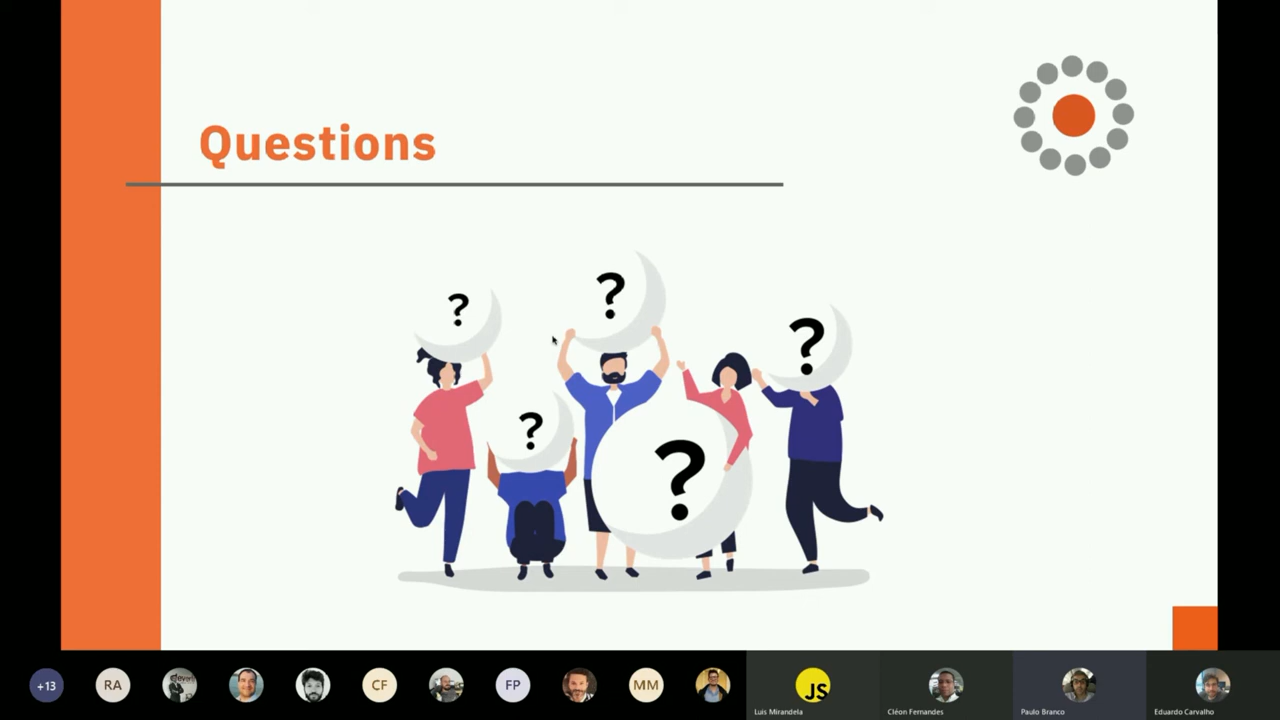 Questions
?
?
?
?
?
+13
RA
CF
FP
MM
JS
Luis Mirandela
Cléon Fernandes
Paulo Branco
Eduardo Carvalho